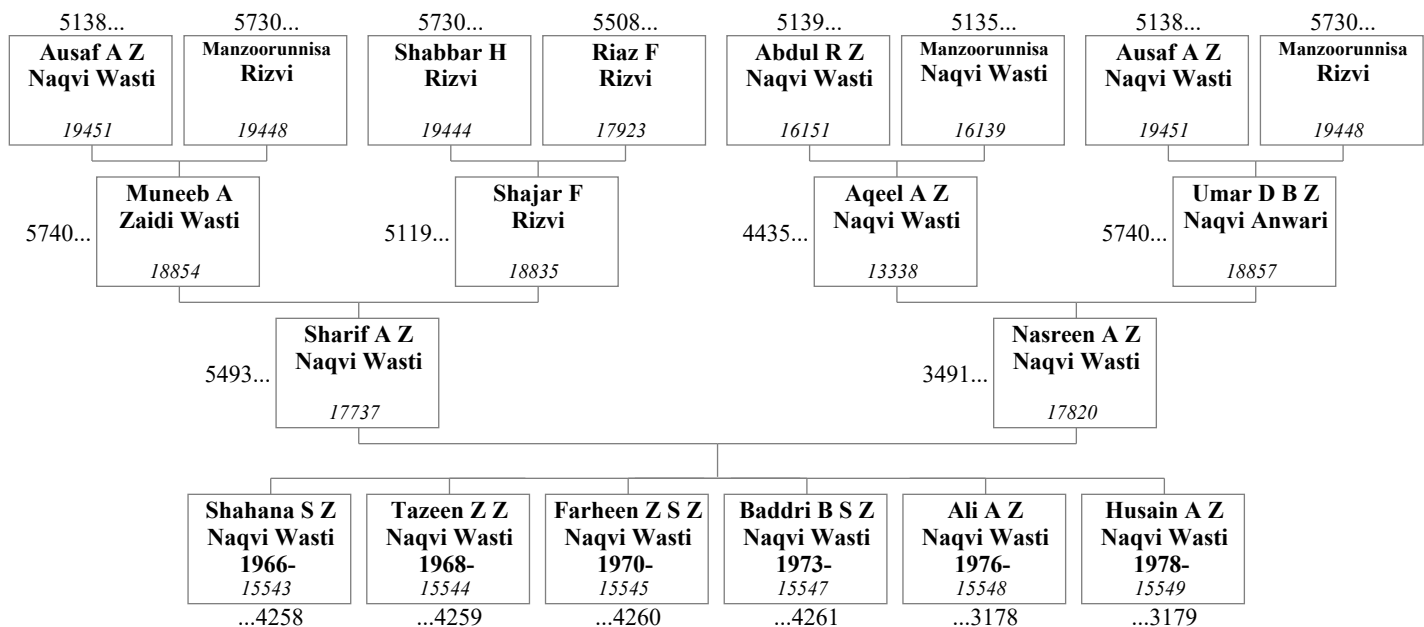 5138... 5730... 5730... 5508... 5139... 5135... 5138... 5730...
Ausaf A Z
Naqvi Wasti
19451
Manzoorunnisa
Rizvi
19448
Shabbar H
Rizvi
19444
Riaz F
Rizvi
17923
Abdul R Z
Naqvi Wasti
16151
Manzoorunnisa
Naqvi Wasti
16139
Ausaf A Z
Naqvi Wasti
19451
Manzoorunnisa
Rizvi
19448
5740...
Muneeb A
Zaidi Wasti
18854
5119...
Shajar F
Rizvi
18835
4435...
Aqeel A Z
Naqvi Wasti
13338
5740...
Umar D B Z
Naqvi Anwari
18857
5493...
Sharif A Z
Naqvi Wasti
17737
3491...
Nasreen A Z
Naqvi Wasti
17820
Shahana S Z
Naqvi Wasti
1966-
15543
...4258
Tazeen Z Z
Naqvi Wasti
1968-
15544
...4259
Farheen Z S Z
Naqvi Wasti
1970-
15545
...4260
Baddri B S Z
Naqvi Wasti
1973-
15547
...4261
Ali A Z
Naqvi Wasti
1976-
15548
...3178
Husain A Z
Naqvi Wasti
1978-
15549
...3179